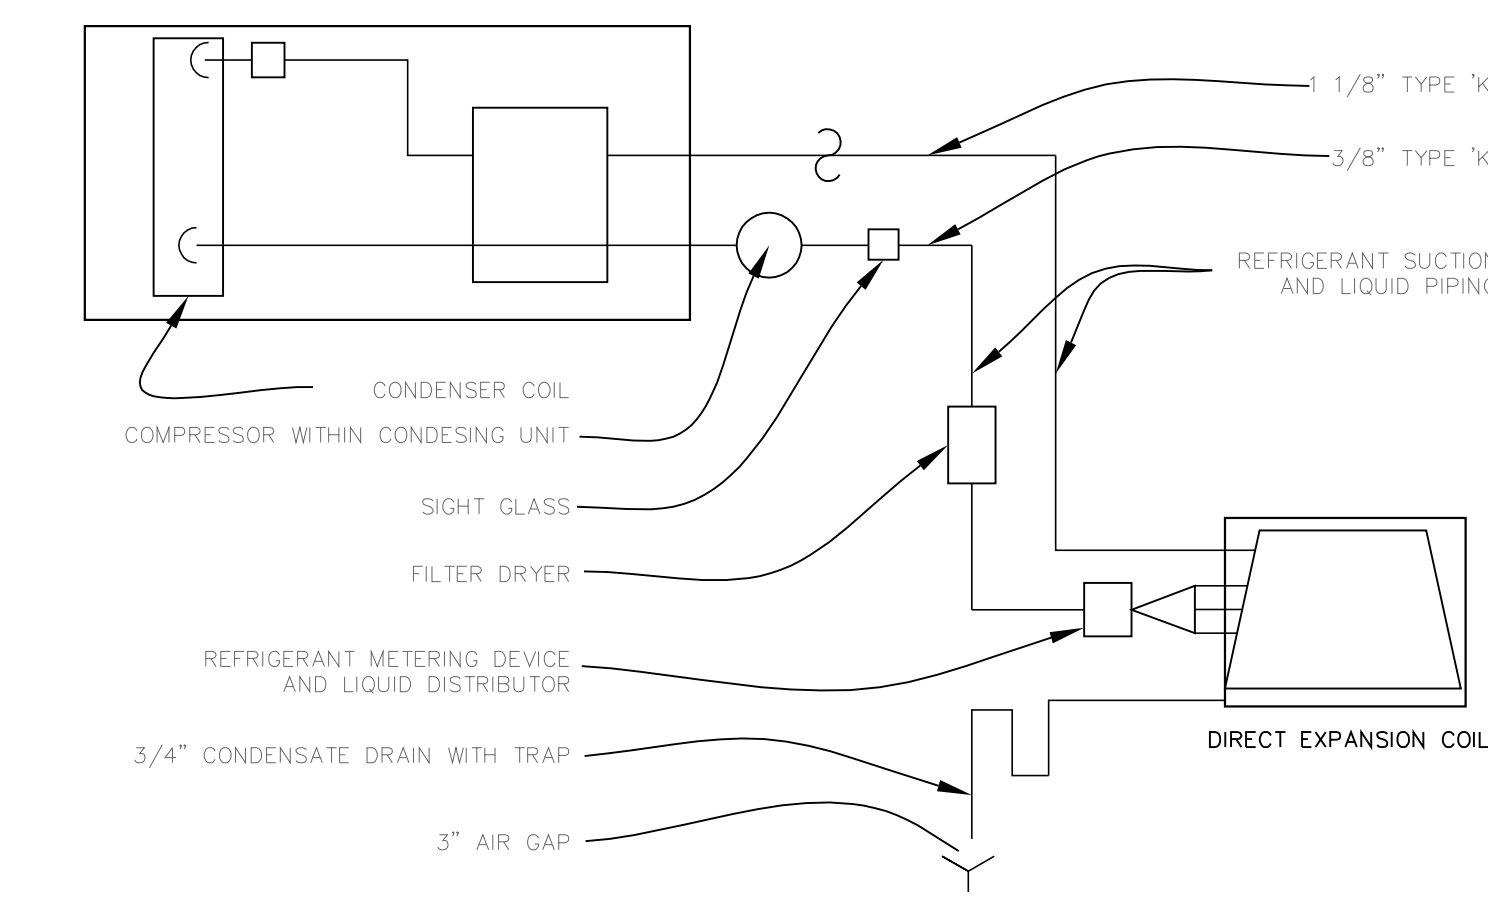 1 1/8” TYPE 'K
3/8” TYPE 'K
REFRIGERANT SUCTION
AND LIQUID PIPING
CONDENSER COIL
COMPRESSOR WITHIN CONDESING UNIT
SIGHT GLASS
FILTER DRYER
REFRIGERANT METERING DEVICE
AND LIQUID DISTRIBUTOR
DIRECT EXPANSION COIL
3/4” CONDENSATE DRAIN WITH TRAP
3” AIR GAP